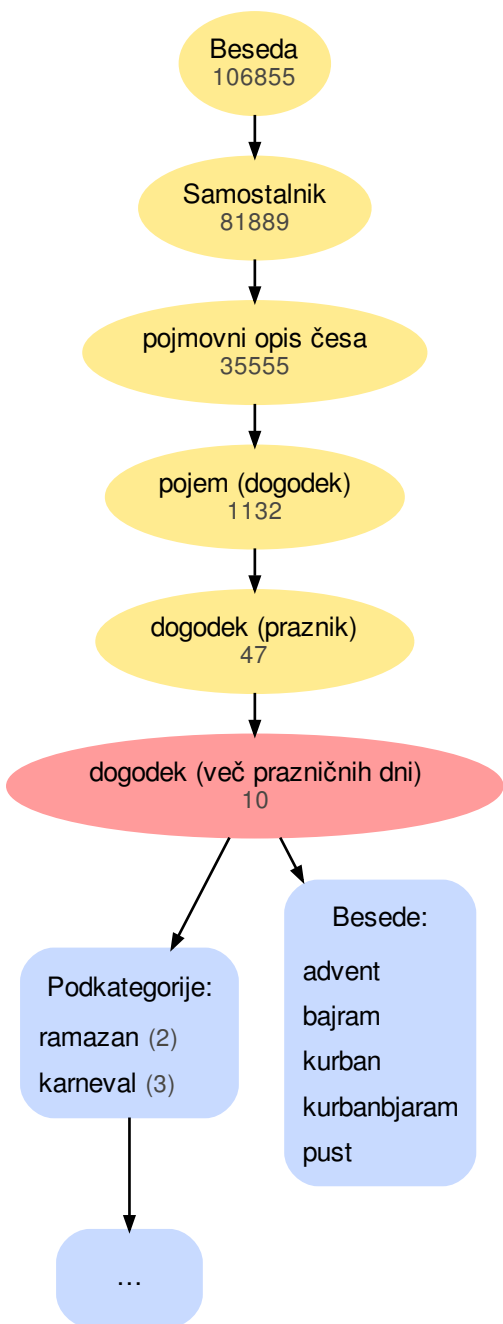 Beseda
106855
Samostalnik
81889
pojmovni opis česa
35555
pojem (dogodek)
1132
dogodek (praznik)
47
dogodek (več prazničnih dni)
10
Podkategorije:
ramazan (2)
karneval (3)
Besede:
advent
bajram
kurban
kurbanbjaram
pust
...